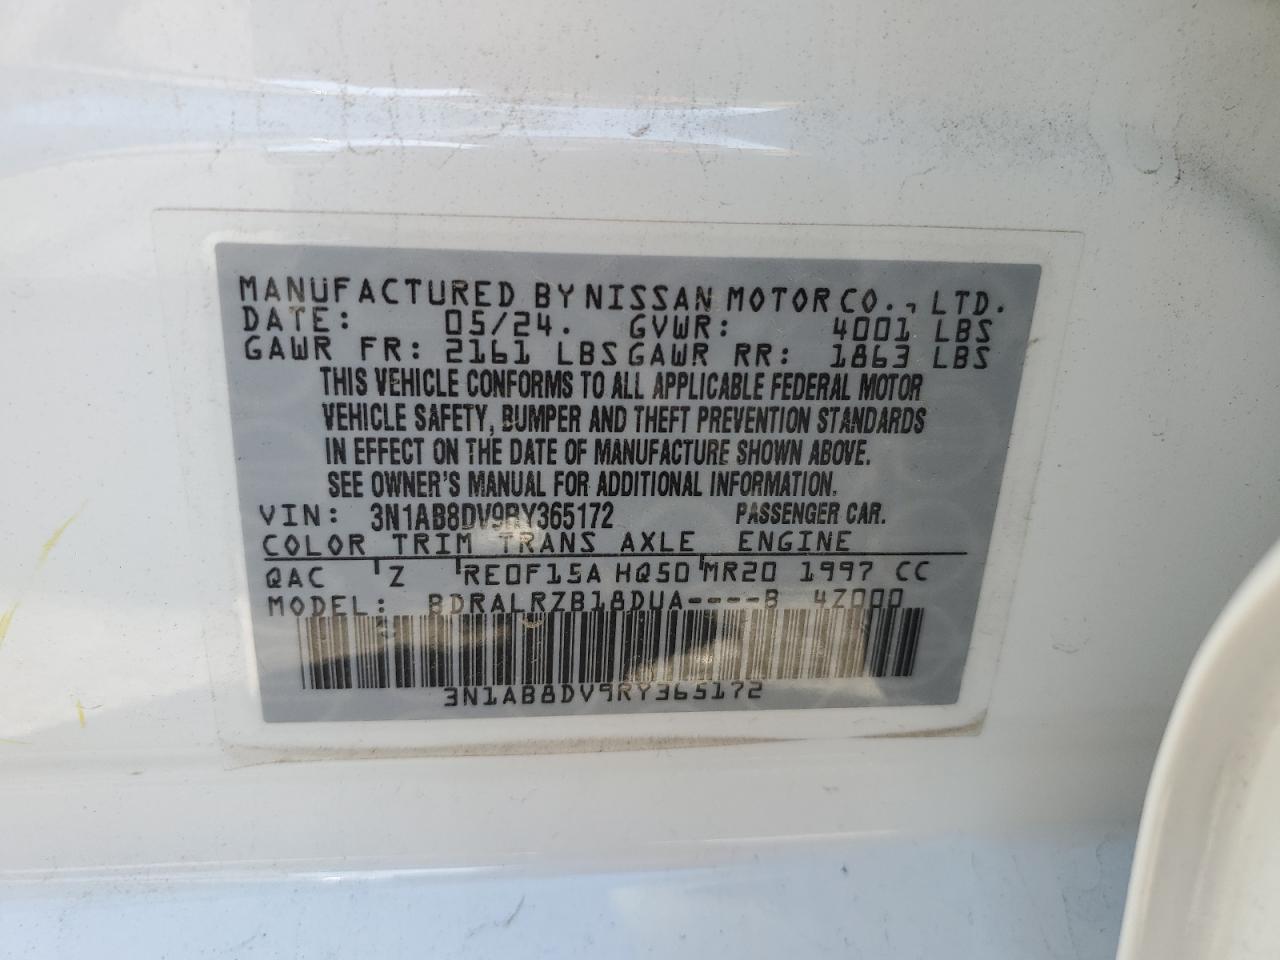 MANUFACTURED BY NISSAN MOTOR CO., LTD.
DATE: 05/24. GVWR: 4001 LBS
GAWR FR: 2161 LBS GAWR RR: 1863 LBS
THIS VEHICLE CONFORMS TO ALL APPLICABLE FEDERAL MOTOR
VEHICLE SAFETY, BUMPER AND THEFT PREVENTION STANDARDS
IN EFFECT ON THE DATE OF MANUFACTURE SHOWN ABOVE.
SEE OWNER'S MANUAL FOR ADDITIONAL INFORMATION.
VIN: 3N1AB8DV9RY365172 PASSENGER CAR.
COLOR TRIM TRANS AXLE ENGINE
QAC Z RE0F15A HQ50 MR20 1997 CC
MODEL: BDRALRZB18DUA----B 4Z000
3N1AB8DV9RY365172